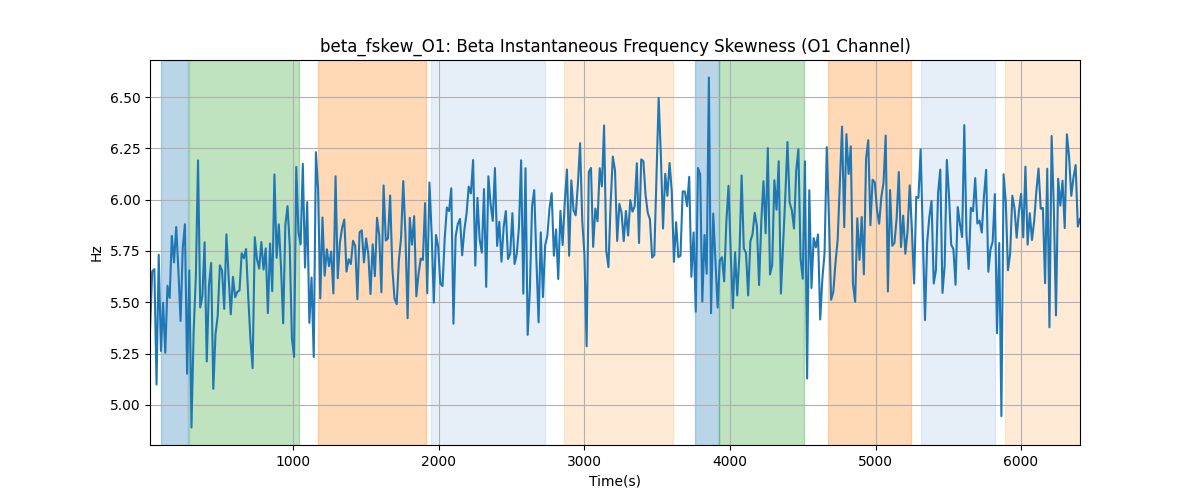 beta_fskew_O1: Beta Instantaneous Frequency Skewness (O1 Channel)
6.50
6.25
6.00
5.75
5.50
5.25
5.00
Hz
1000 2000 3000 4000 5000 6000
Time(s)